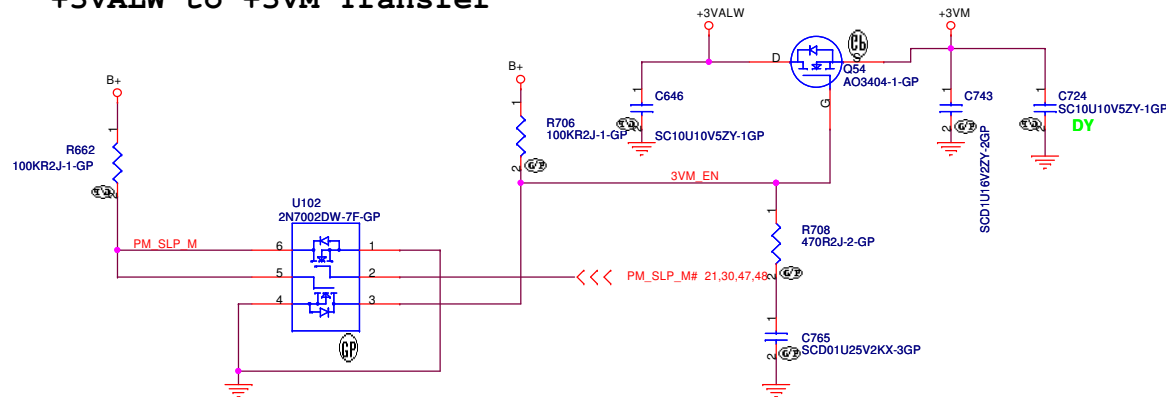 +3VALW to +3VM Transfer
+3VALW
+3VM
D
S
Q54
AO3404-1-GP
G
B+
1
R662
100KR2J-1-GP
2
B+
1
R706
100KR2J-1-GP
2
G/P
1
C646
2
SC10U10V5ZY-1GP
1
C743
2
G/P
SCD1U16V2ZY-2GP
1
C724
SC10U10V5ZY-1GP
2
DY
3VM_EN
U102
2N7002DW-7F-GP
PM_SLP_M
6
1
5
2
4
3
GP
PM_SLP_M# 21,30,47,48
1
R708
470R2J-2-GP
2
G/P
1
C765
SCD01U25V2KX-3GP
2
G/P